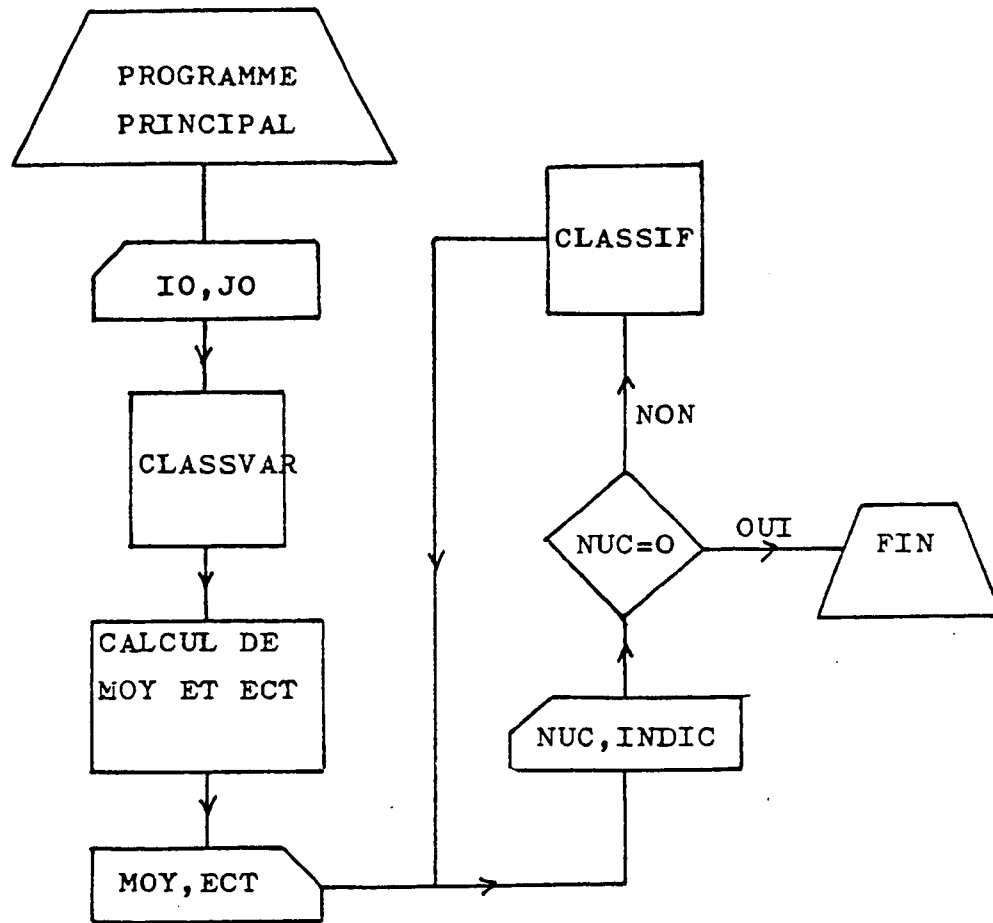 PROGRAMME
PRINCIPAL
IO,JO
CLASSVAR
CALCUL DE
MOY ET ECT
MOY,ECT
CLASSIF
NON
NUC=O
OUI
FIN
NUC,INDIC